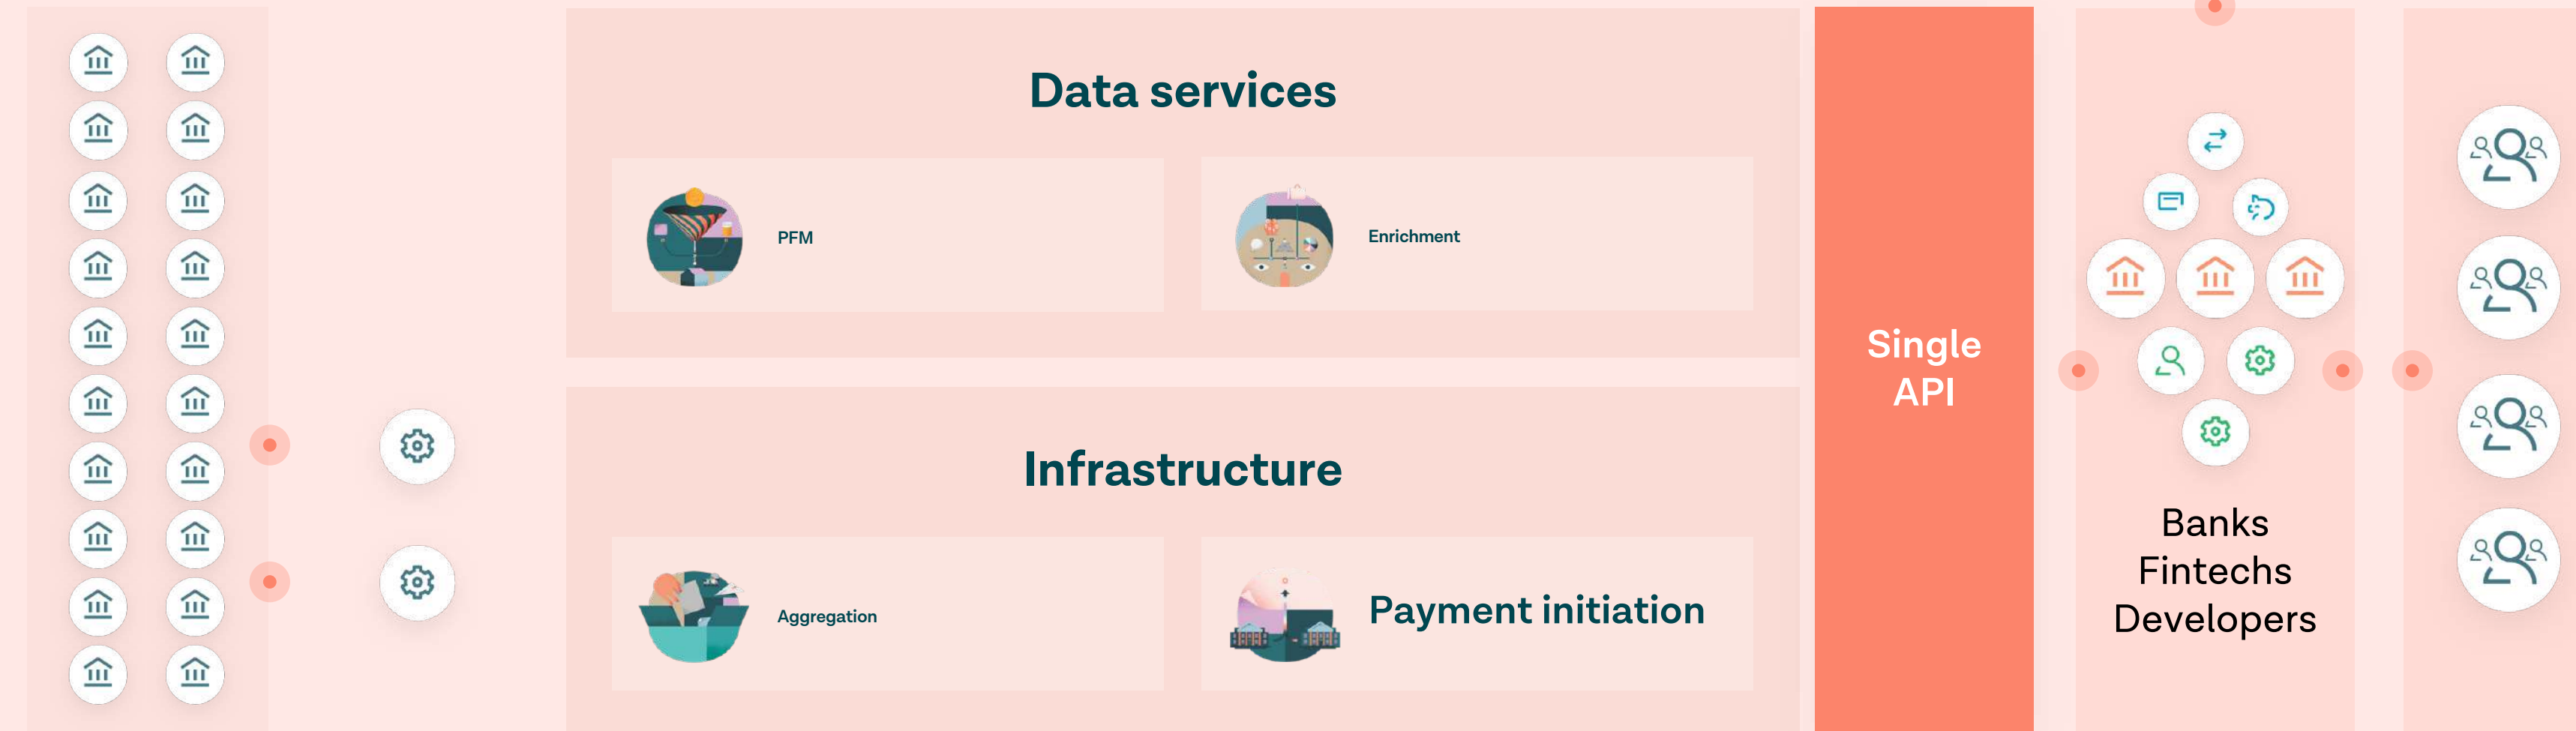 Data services
PFM
Enrichment
Infrastructure
Aggregation
Payment initiation
Single
API
Banks
Fintechs
Developers